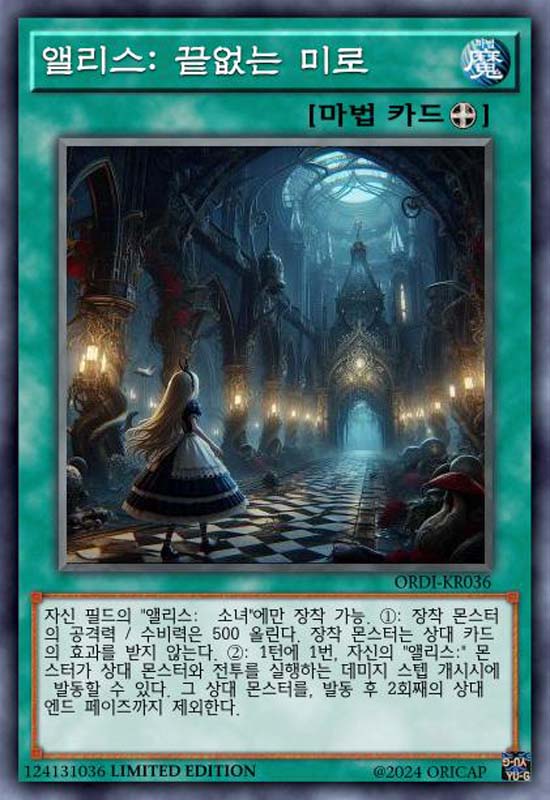 앨리스: 끝없는 미로
마법
魔
[마법 카드]
ORDI-KR036
자신 필드의 "앨리스: 소녀"에만 장착 가능. ①: 장착 몬스터
의 공격력 / 수비력은 500 올린다. 장착 몬스터는 상대 카드
의 효과를 받지 않는다. ②: 1턴에 1번, 자신의 "앨리스:" 몬
스터가 상대 몬스터와 전투를 실행하는 데미지 스텝 개시시에
발동할 수 있다. 그 상대 몬스터를, 발동 후 2회째의 상대
엔드 페이즈까지 제외한다.
124131036 LIMITED EDITION
@2024 ORICAP
YU-G